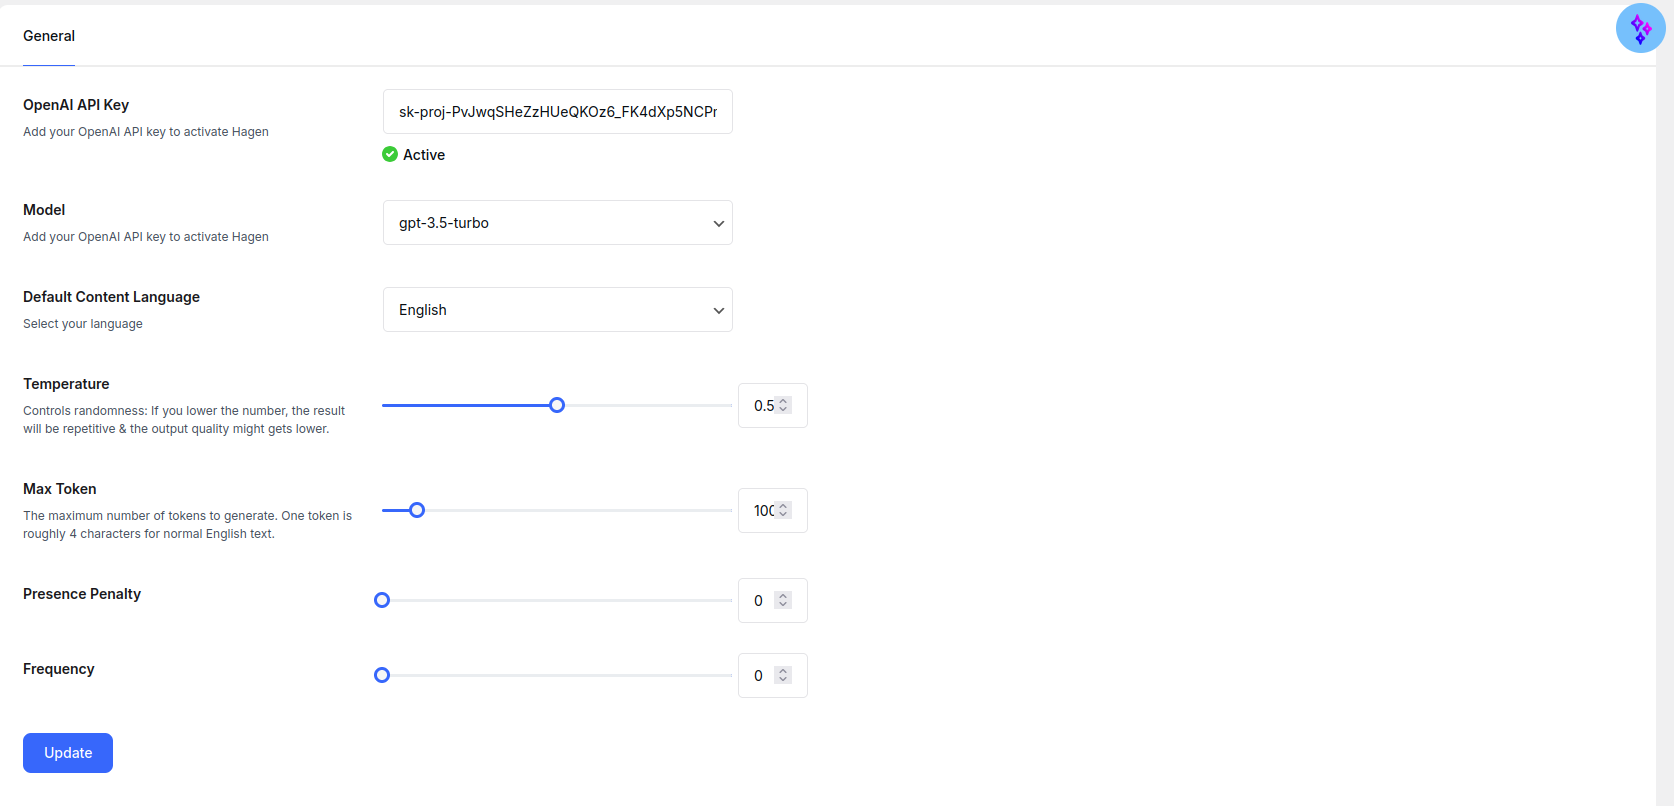 General
OpenAI API Key
Add your OpenAI API key to activate Hagen
sk-proj-PvJwqSHeZzHUeQKOz6_FK4dXp5NCPr
Active
Model
Add your OpenAI API key to activate Hagen
gpt-3.5-turbo
Default Content Language
Select your language
English
Temperature
Controls randomness: If you lower the number, the result
will be repetitive & the output quality might gets lower.
0.5
Max Token
The maximum number of tokens to generate. One token is
roughly 4 characters for normal English text.
100
Presence Penalty
0
Frequency
0
Update